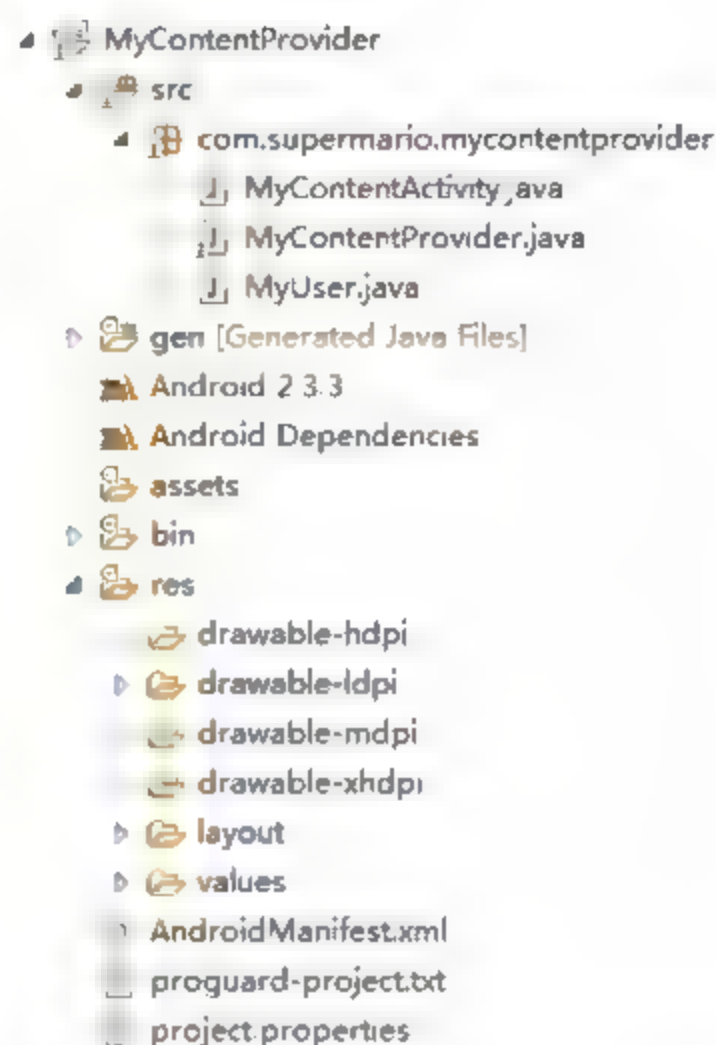 MyContentProvider
src
com.supermario.mycontentprovider
MyContentActivity.java
MyContentProvider.java
MyUser.java
gen [Generated Java Files]
Android 2.3.3
Android Dependencies
assets
bin
res
drawable-hdpi
drawable-ldpi
drawable-mdpi
drawable-xhdpi
layout
values
AndroidManifest.xml
proguard-project.txt
project.properties